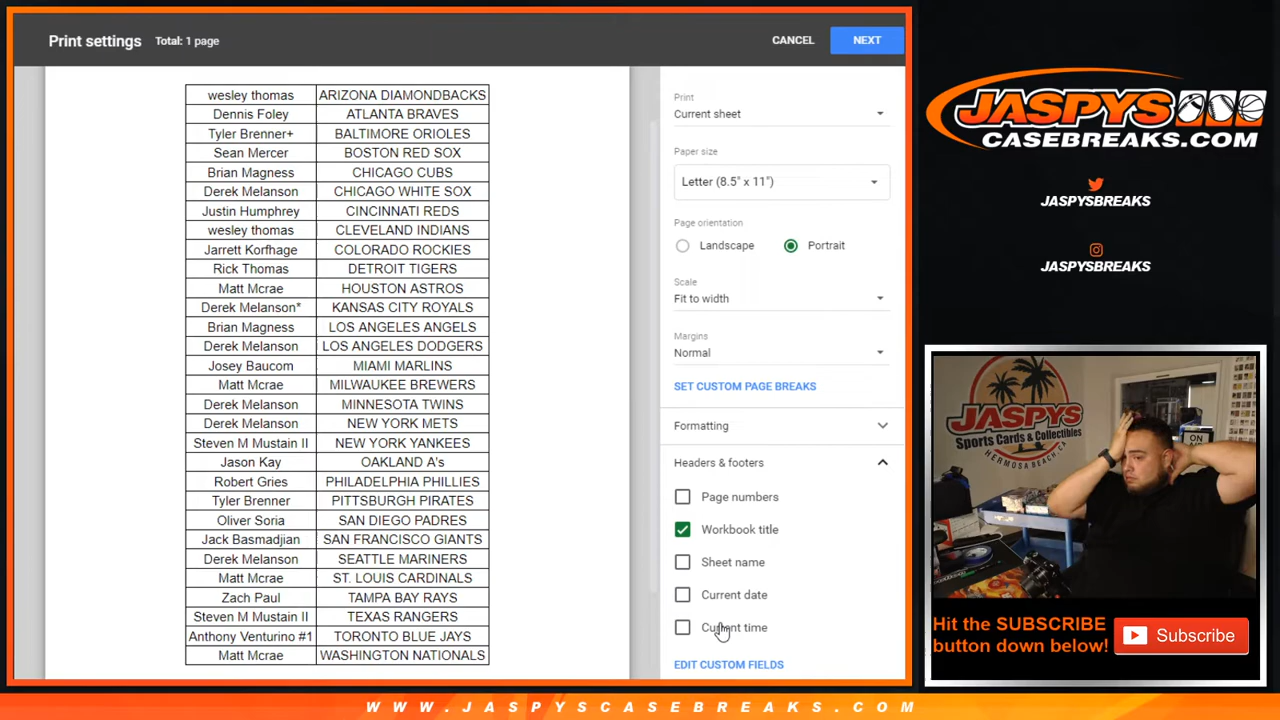 Print settings Total: 1 page CANCEL NEXT
wesley thomas ARIZONA DIAMONDBACKS
Dennis Foley ATLANTA BRAVES
Tyler Brenner+ BALTIMORE ORIOLES
Sean Mercer BOSTON RED SOX
Brian Magness CHICAGO CUBS
Derek Melanson CHICAGO WHITE SOX
Justin Humphrey CINCINNATI REDS
wesley thomas CLEVELAND INDIANS
Jarrett Korfhage COLORADO ROCKIES
Rick Thomas DETROIT TIGERS
Matt Mcrae HOUSTON ASTROS
Derek Melanson* KANSAS CITY ROYALS
Brian Magness LOS ANGELES ANGELS
Derek Melanson LOS ANGELES DODGERS
Josey Baucom MIAMI MARLINS
Matt Mcrae MILWAUKEE BREWERS
Derek Melanson MINNESOTA TWINS
Derek Melanson NEW YORK METS
Steven M Mustain II NEW YORK YANKEES
Jason Kay OAKLAND A's
Robert Gries PHILADELPHIA PHILLIES
Tyler Brenner PITTSBURGH PIRATES
Oliver Soria SAN DIEGO PADRES
Jack Basmadjian SAN FRANCISCO GIANTS
Derek Melanson SEATTLE MARINERS
Matt Mcrae ST. LOUIS CARDINALS
Zach Paul TAMPA BAY RAYS
Steven M Mustain II TEXAS RANGERS
Anthony Venturino #1 TORONTO BLUE JAYS
Matt Mcrae WASHINGTON NATIONALS
Print
Current sheet
Paper size
Letter (8.5" x 11")
Page orientation
Landscape Portrait
Scale
Fit to width
Margins
Normal
SET CUSTOM PAGE BREAKS
Formatting
Headers & footers
Page numbers
Workbook title
Sheet name
Current date
Current time
EDIT CUSTOM FIELDS
JASPYS
CASEBREAKS.COM
JASPYSBREAKS
JASPYSBREAKS
JASPYS
Sports Cards & Collectibles
HERMOSA BEACH, CA
ON
Hit the SUBSCRIBE
button down below!
Subscribe
WWW.JASPYSCASEBREAKS.COM